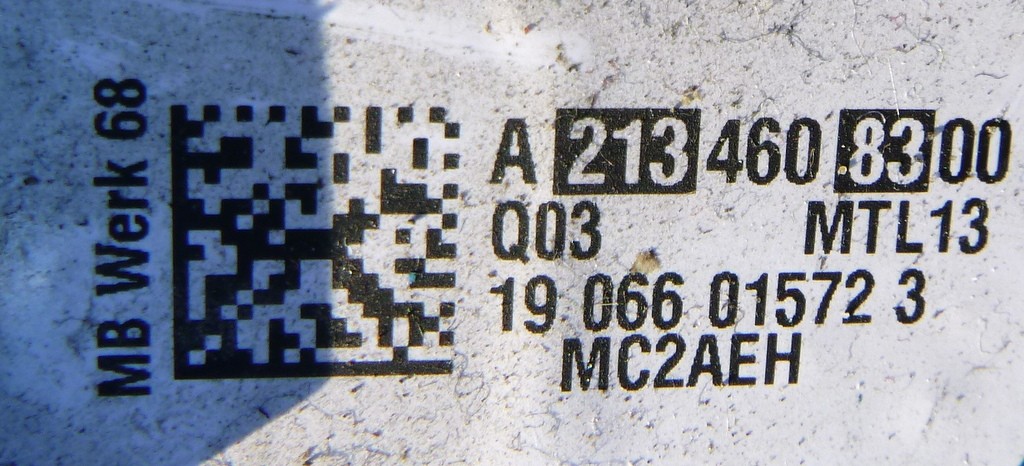 MB Werk 68
A 213 460 83 00
Q03 MTL13
19 066 01572 3
MC2AEH